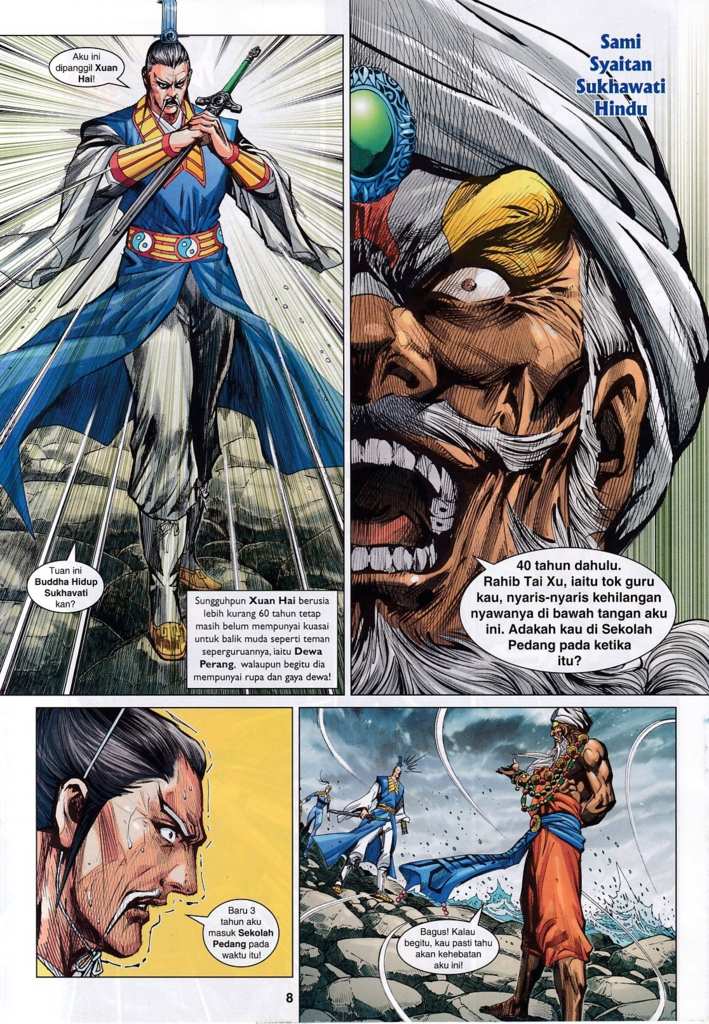 Aku ini
dipanggil Xuan
Hai!
Tuan ini
Buddha Hidup
Sukhavati
kan?
Sungguhpun Xuan Hai berusia
lebih kurang 60 tahun tetap
masih belum mempunyai kuasai
untuk balik muda seperti teman
seperguruannya, iaitu Dewa
Perang, walaupun begitu dia
mempunyai rupa dan gaya dewa!
Sami
Syaitan
Sukhawati
Hindu
40 tahun dahulu.
Rahib Tai Xu, iaitu tok guru
kau, nyaris-nyaris kehilangan
nyawanya di bawah tangan aku
ini. Adakah kau di Sekolah
Pedang pada ketika
itu?
Baru 3
tahun aku
masuk Sekolah
Pedang pada
waktu itu!
Bagus! Kalau
begitu, kau pasti tahu
akan kehebatan
aku ini!
8